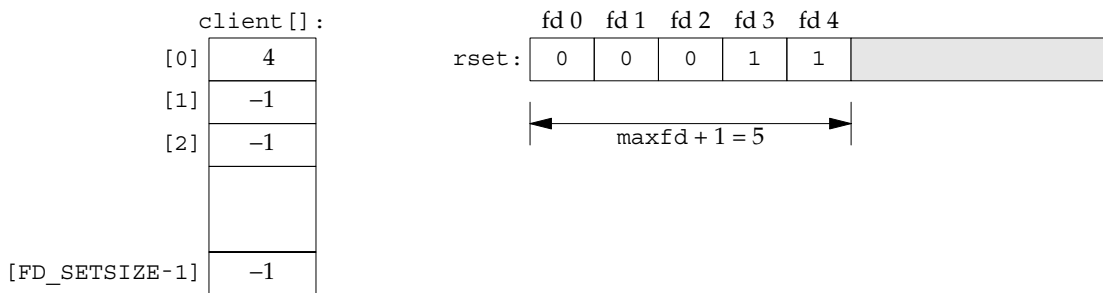 client[]:
[0] 4
[1] −1
[2] −1
[FD_SETSIZE-1] −1
fd 0 fd 1 fd 2 fd 3 fd 4
rset: 0 0 0 1 1
maxfd + 1 = 5